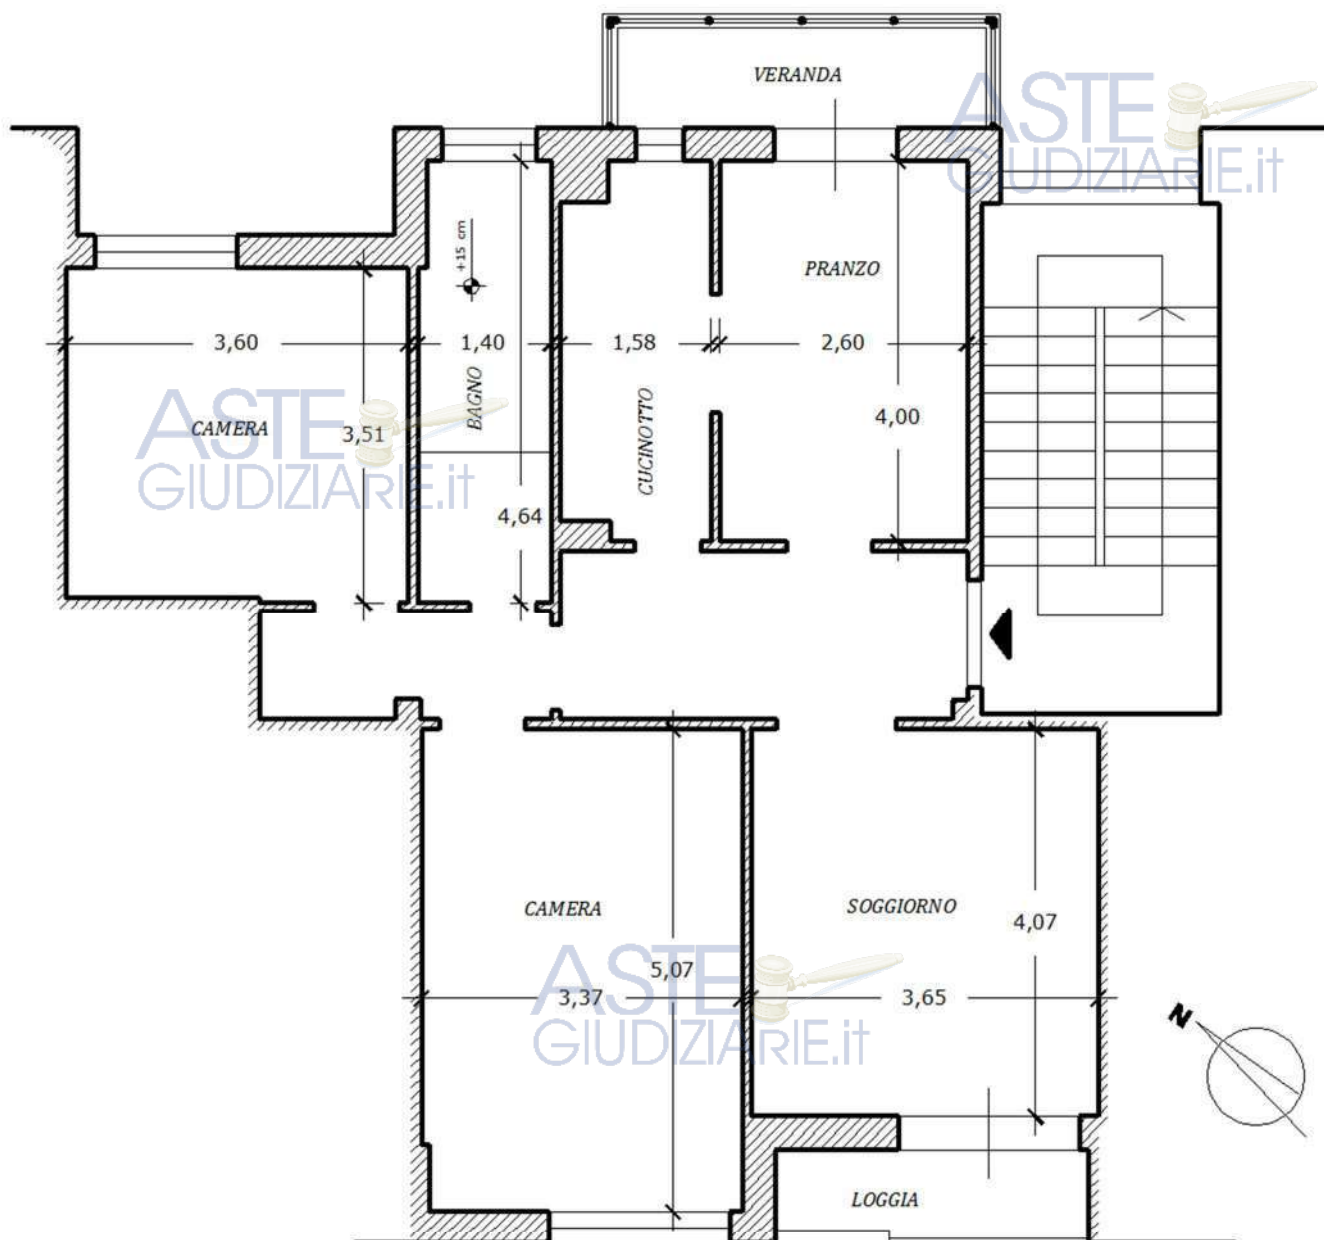 VERANDA
ASTE
GIUDIZIARIE.it
+15 cm
PRANZO
3,60
1,40
1,58
2,60
BAGNO
CUCINOTTO
4,00
ASTE
CAMERA
3,51
GIUDIZIARIE.it
4,64
CAMERA
SOGGIORNO
4,07
ASTE
5,07
3,37
3,65
GIUDIZIARIE.it
N
LOGGIA